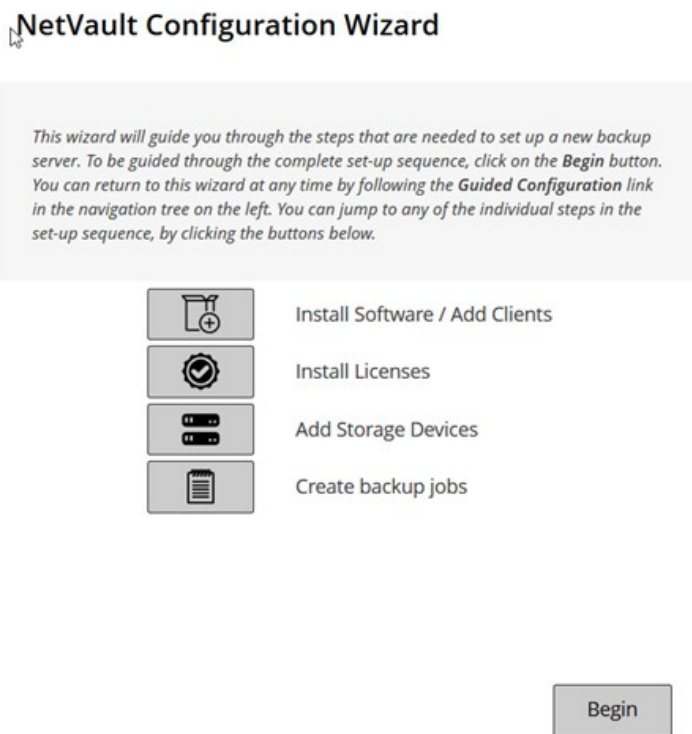 NetVault Configuration Wizard
This wizard will guide you through the steps that are needed to set up a new backup
server. To be guided through the complete set-up sequence, click on the Begin button.
You can return to this wizard at any time by following the Guided Configuration link
in the navigation tree on the left. You can jump to any of the individual steps in the
set-up sequence, by clicking the buttons below.
Install Software / Add Clients
Install Licenses
Add Storage Devices
Create backup jobs
Begin